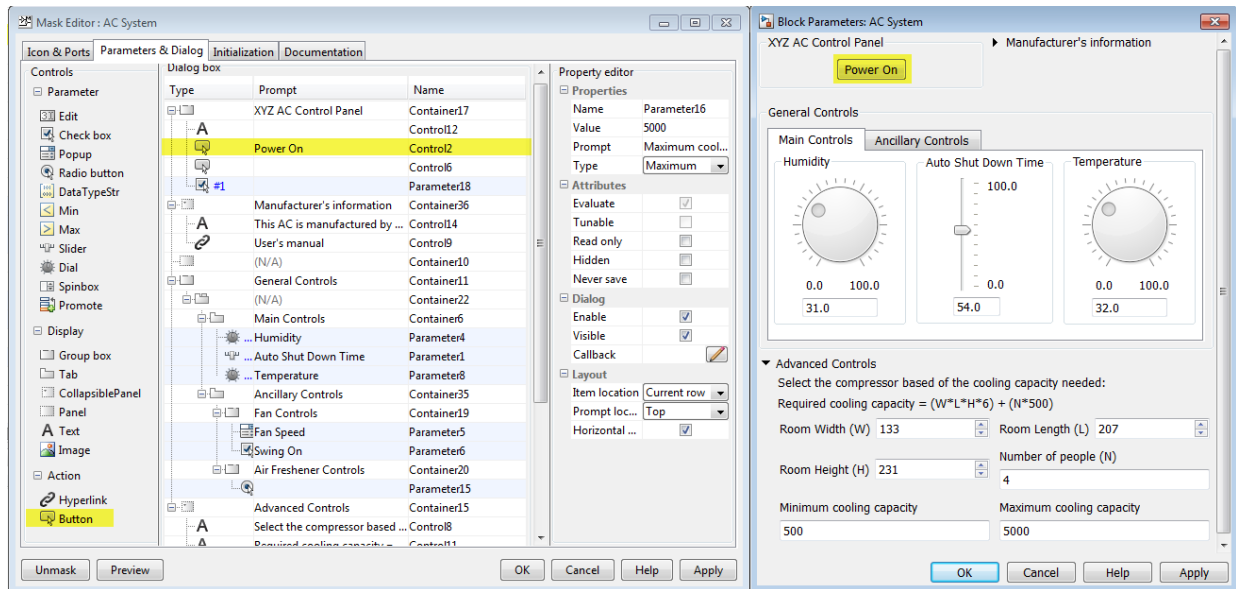 Mask Editor : AC System
Icon & Ports Parameters & Dialog Initialization Documentation
Controls
Parameter
Edit
Check box
Popup
Radio button
DataTypeStr
Min
Max
Slider
Dial
Spinbox
Promote
Display
Group box
Tab
CollapsiblePanel
Panel
A Text
Image
Action
Hyperlink
Button
Dialog box
Type Prompt Name
XYZ AC Control Panel Container17
A Control12
Power On Control2
Control6
#1 Parameter18
Manufacturer's information Container36
A This AC is manufactured by ... Control14
User's manual Control9
(N/A) Container10
General Controls Container11
(N/A) Container22
Main Controls Container6
... Humidity Parameter4
... Auto Shut Down Time Parameter1
... Temperature Parameter8
Ancillary Controls Container35
Fan Controls Container19
Fan Speed Parameter5
Swing On Parameter6
Air Freshener Controls Container20
Parameter15
Advanced Controls Container15
A Select the compressor based ... Control8
A Required cooling capacity = Control11
Property editor
Properties
Name Parameter16
Value 5000
Prompt Maximum cool...
Type Maximum
Attributes
Evaluate
Tunable
Read only
Hidden
Never save
Dialog
Enable
Visible
Callback
Layout
Item location Current row
Prompt loc... Top
Horizontal ...
Unmask Preview OK Cancel Help Apply
Block Parameters: AC System
XYZ AC Control Panel Manufacturer's information
Power On
General Controls
Main Controls Ancillary Controls
Humidity Auto Shut Down Time Temperature
100.0
0.0 100.0 0.0 0.0 100.0
31.0 54.0 32.0
Advanced Controls
Select the compressor based of the cooling capacity needed:
Required cooling capacity = (W*L*H*6) + (N*500)
Room Width (W) 133 Room Length (L) 207
Number of people (N)
Room Height (H) 231
4
Minimum cooling capacity Maximum cooling capacity
500 5000
OK Cancel Help Apply